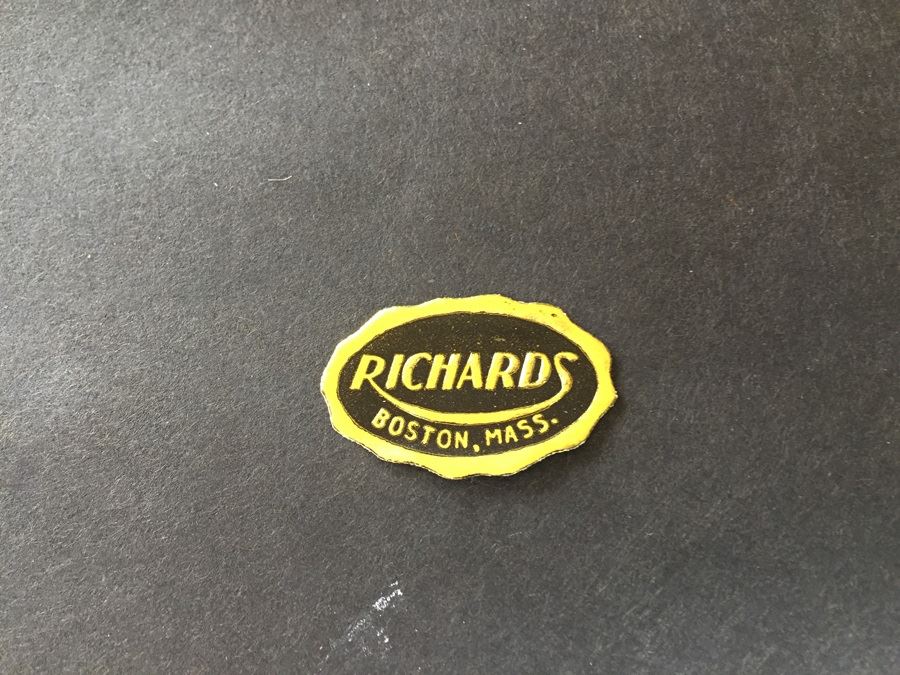 RICHARDS
BOSTON, MASS.